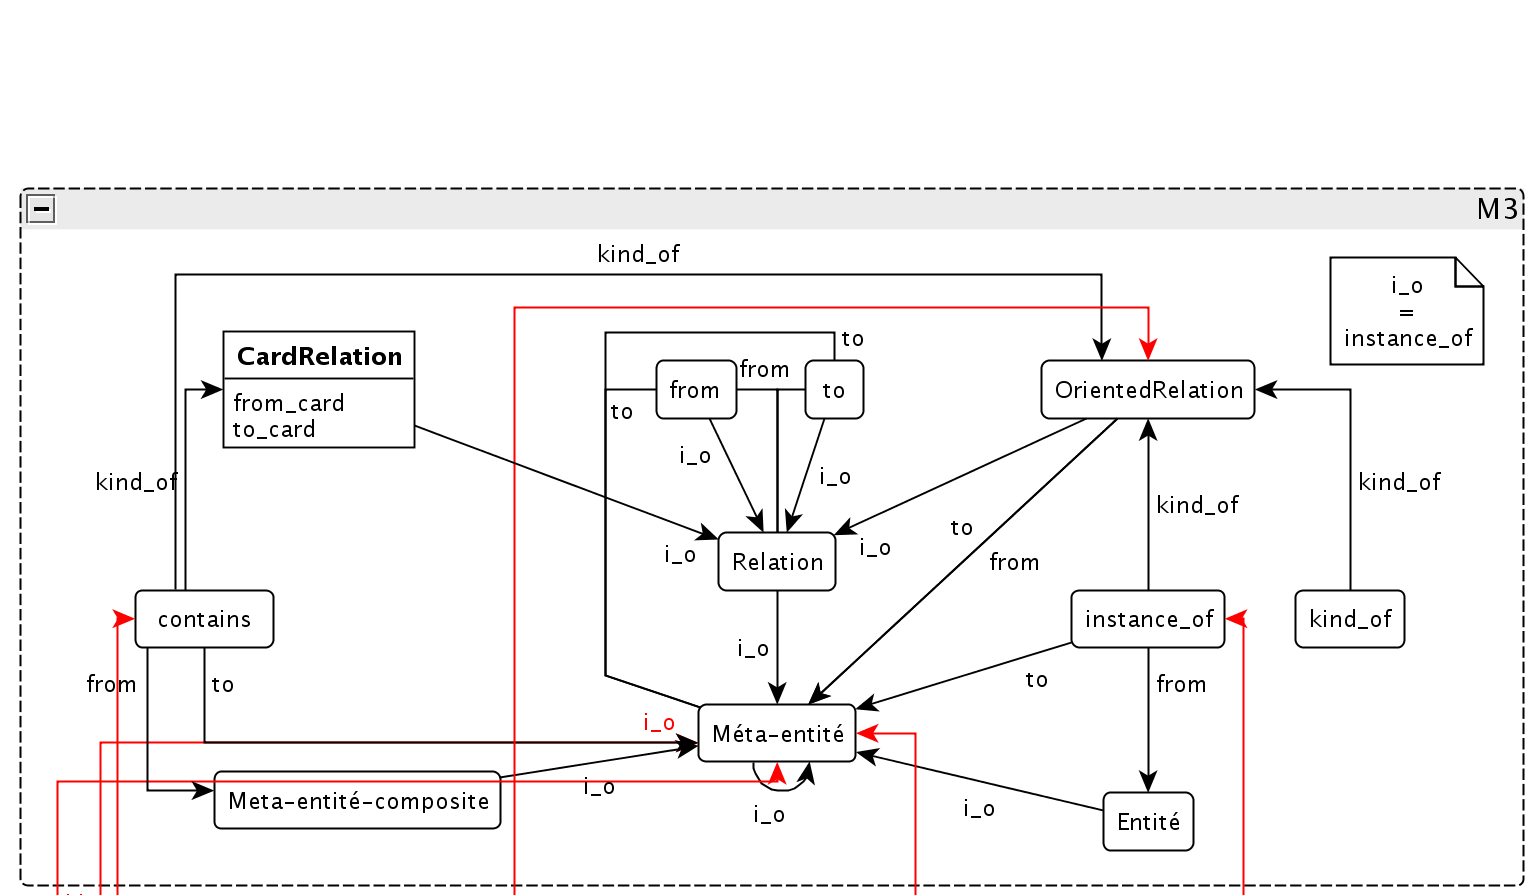 M3
kind_of
i_o
=
instance_of
CardRelation
from_card
to_card
to
from
from
to
to
OrientedRelation
i_o
i_o
kind_of
kind_of
kind_of
to
i_o
i_o
Relation
from
contains
instance_of
kind_of
i_o
from
to
to
from
i_o
Méta-entité
i_o
Meta-entité-composite
i_o
i_o
Entité